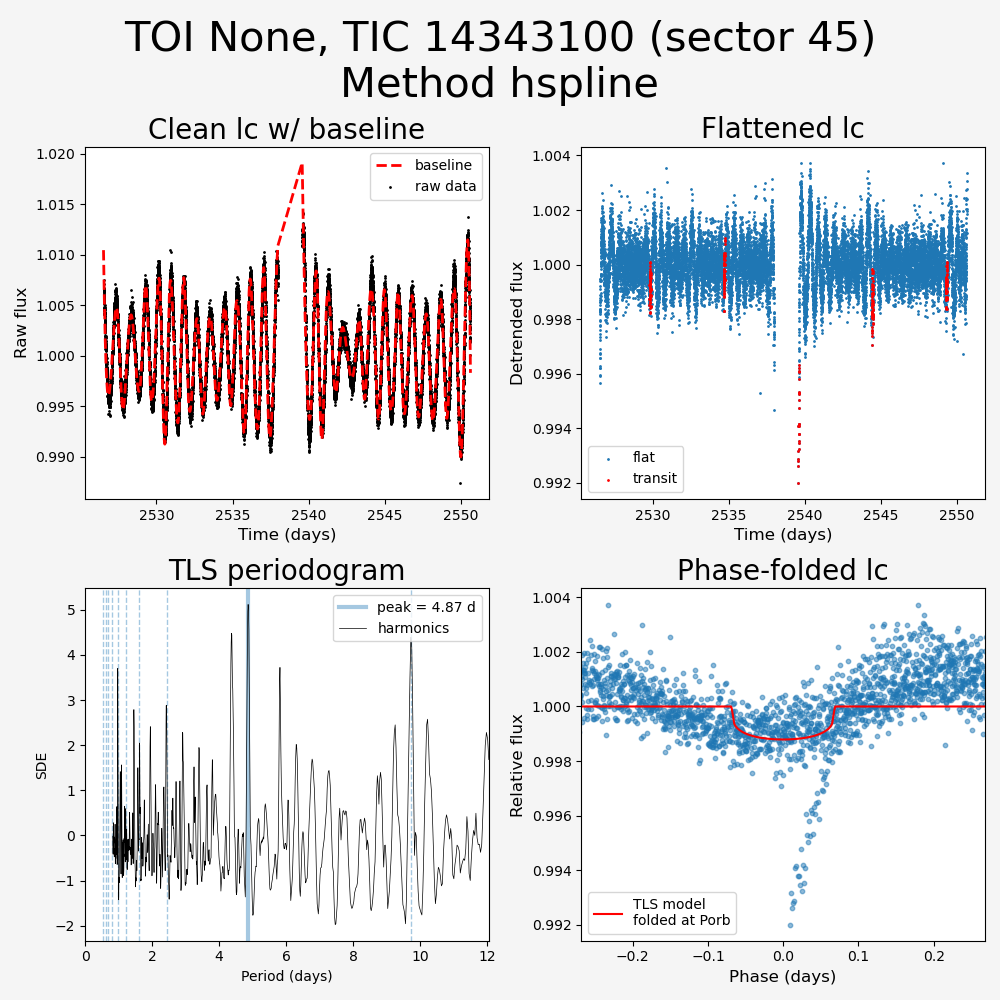 TOI None, TIC 14343100 (sector 45)
Method hspline
Clean lc w/ baseline
Raw flux
1.020
1.015
1.010
1.005
1.000
0.995
0.990
baseline
raw data
2530
2535
2540
2545
2550
Time (days)
Flattened lc
Detrended flux
1.004
1.002
1.000
0.998
0.996
0.994
0.992
flat
transit
2530
2535
2540
2545
2550
Time (days)
TLS periodogram
SDE
5
4
3
2
1
0
−1
−2
peak = 4.87 d
harmonics
0
2
4
6
8
10
12
Period (days)
Phase-folded lc
Relative flux
1.004
1.002
1.000
0.998
0.996
0.994
0.992
TLS model
folded at Porb
−0.2
−0.1
0.0
0.1
0.2
Phase (days)